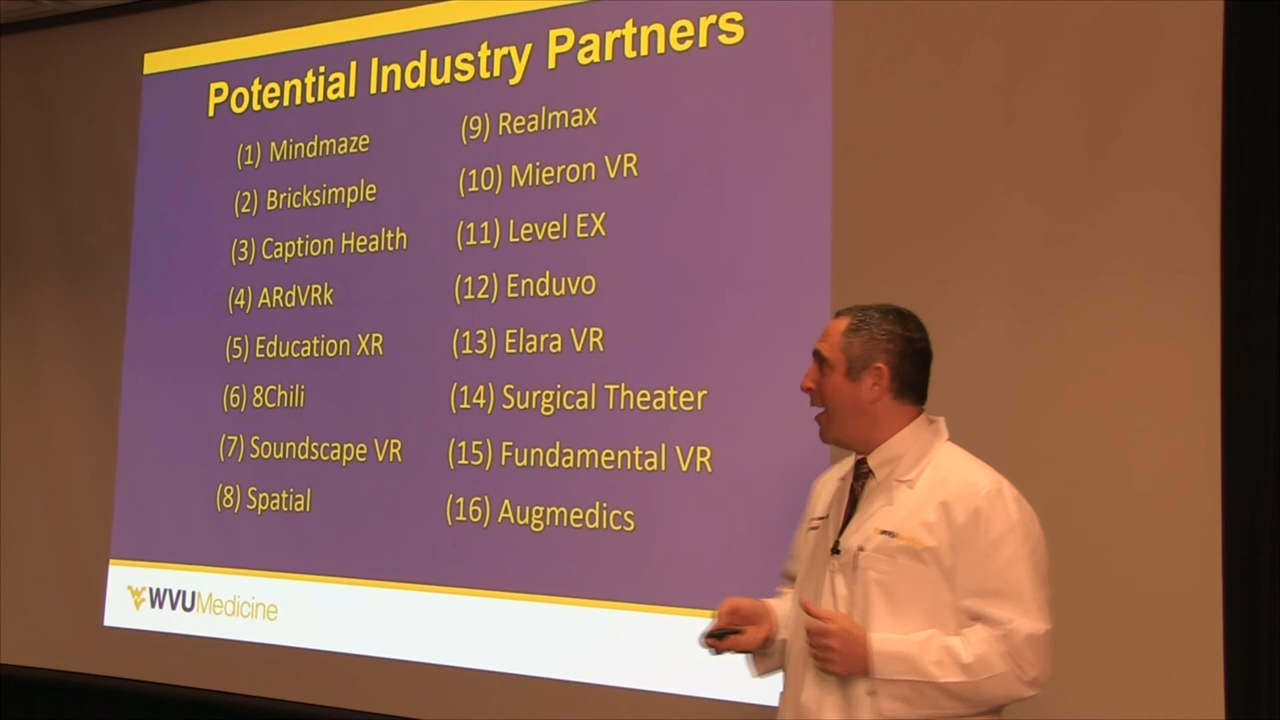 Potential Industry Partners
(1) Mindmaze
(2) Bricksimple
(3) Caption Health
(4) ARdVRk
(5) Education XR
(6) 8Chili
(7) Soundscape VR
(8) Spatial
(9) Realmax
(10) Mieron VR
(11) Level EX
(12) Enduvo
(13) Elara VR
(14) Surgical Theater
(15) Fundamental VR
(16) Augmedics
WVUMedicine